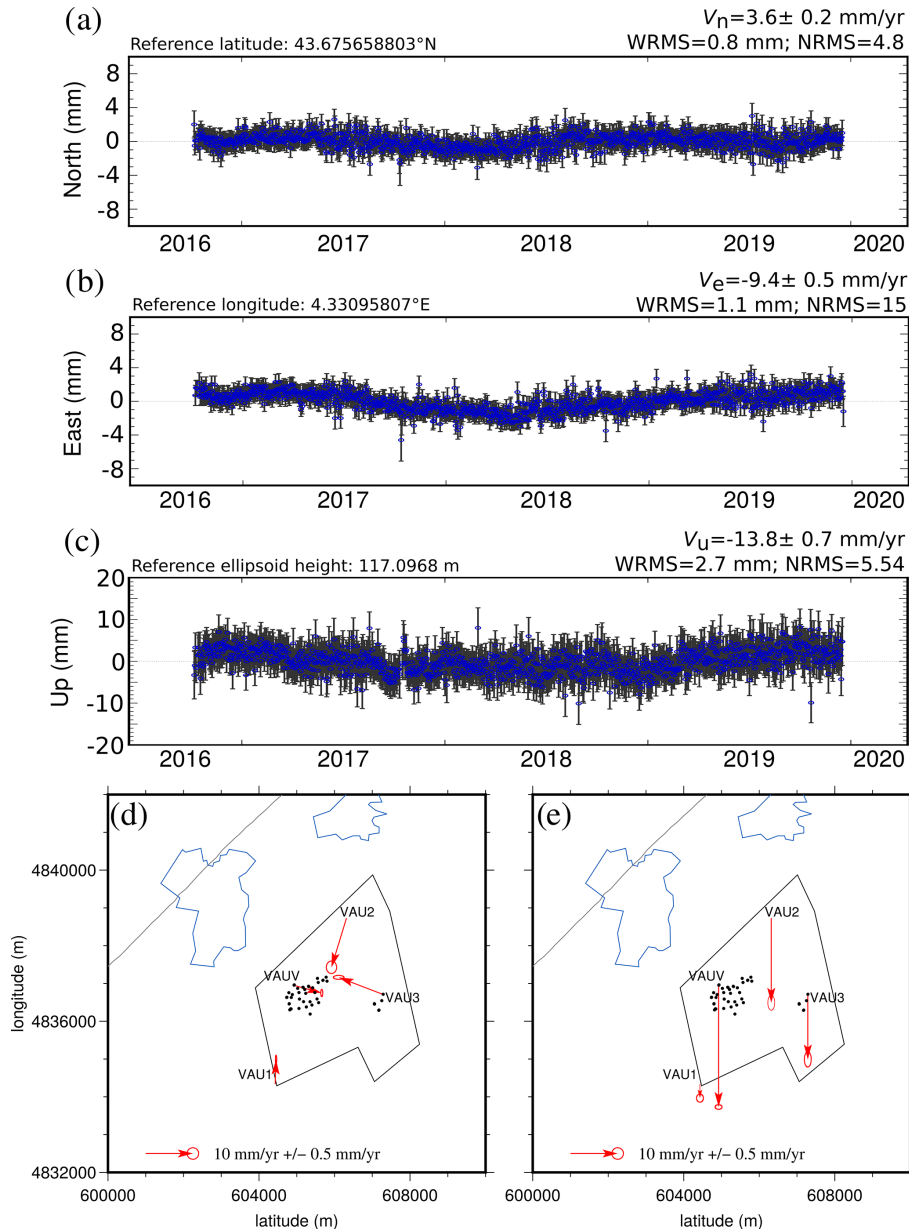 (a)
Vn=3.6± 0.2 mm/yr
Reference latitude: 43.675658803°N
WRMS=0.8 mm; NRMS=4.8
North (mm)
8
4
0
-4
-8
2016 2017 2018 2019 2020
(b)
Ve=-9.4± 0.5 mm/yr
Reference longitude: 4.33095807°E
WRMS=1.1 mm; NRMS=15
East (mm)
8
4
0
-4
-8
2016 2017 2018 2019 2020
(c)
Vu=-13.8± 0.7 mm/yr
Reference ellipsoid height: 117.0968 m
WRMS=2.7 mm; NRMS=5.54
Up (mm)
20
10
0
-10
-20
2016 2017 2018 2019 2020
(d)
longitude (m)
4840000
4836000
4832000
VAU2
VAUV
VAU3
VAU1
10 mm/yr +/− 0.5 mm/yr
600000 604000 608000
latitude (m)
(e)
VAU2
VAUV
VAU3
VAU1
10 mm/yr +/− 0.5 mm/yr
600000 604000 608000
latitude (m)